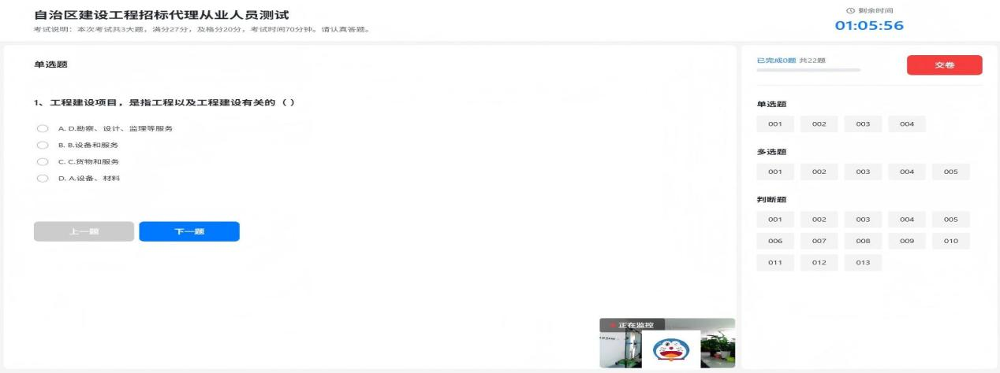 自治区建设工程招标代理从业人员测试
考试说明：本次考试共3大题，满分27分，及格分20分，考试时间70分钟。请认真答题。
剩余时间
01:05:56
单选题
1、工程建设项目，是指工程以及工程建设有关的（ ）
A. D.勘察、设计、监理等服务
B. B.设备和服务
C. C.货物和服务
D. A.设备、材料
上一题 下一题
正在监控
已完成0题 共22题
交卷
单选题
001 002 003 004
多选题
001 002 003 004 005
判断题
001 002 003 004 005
006 007 008 009 010
011 012 013